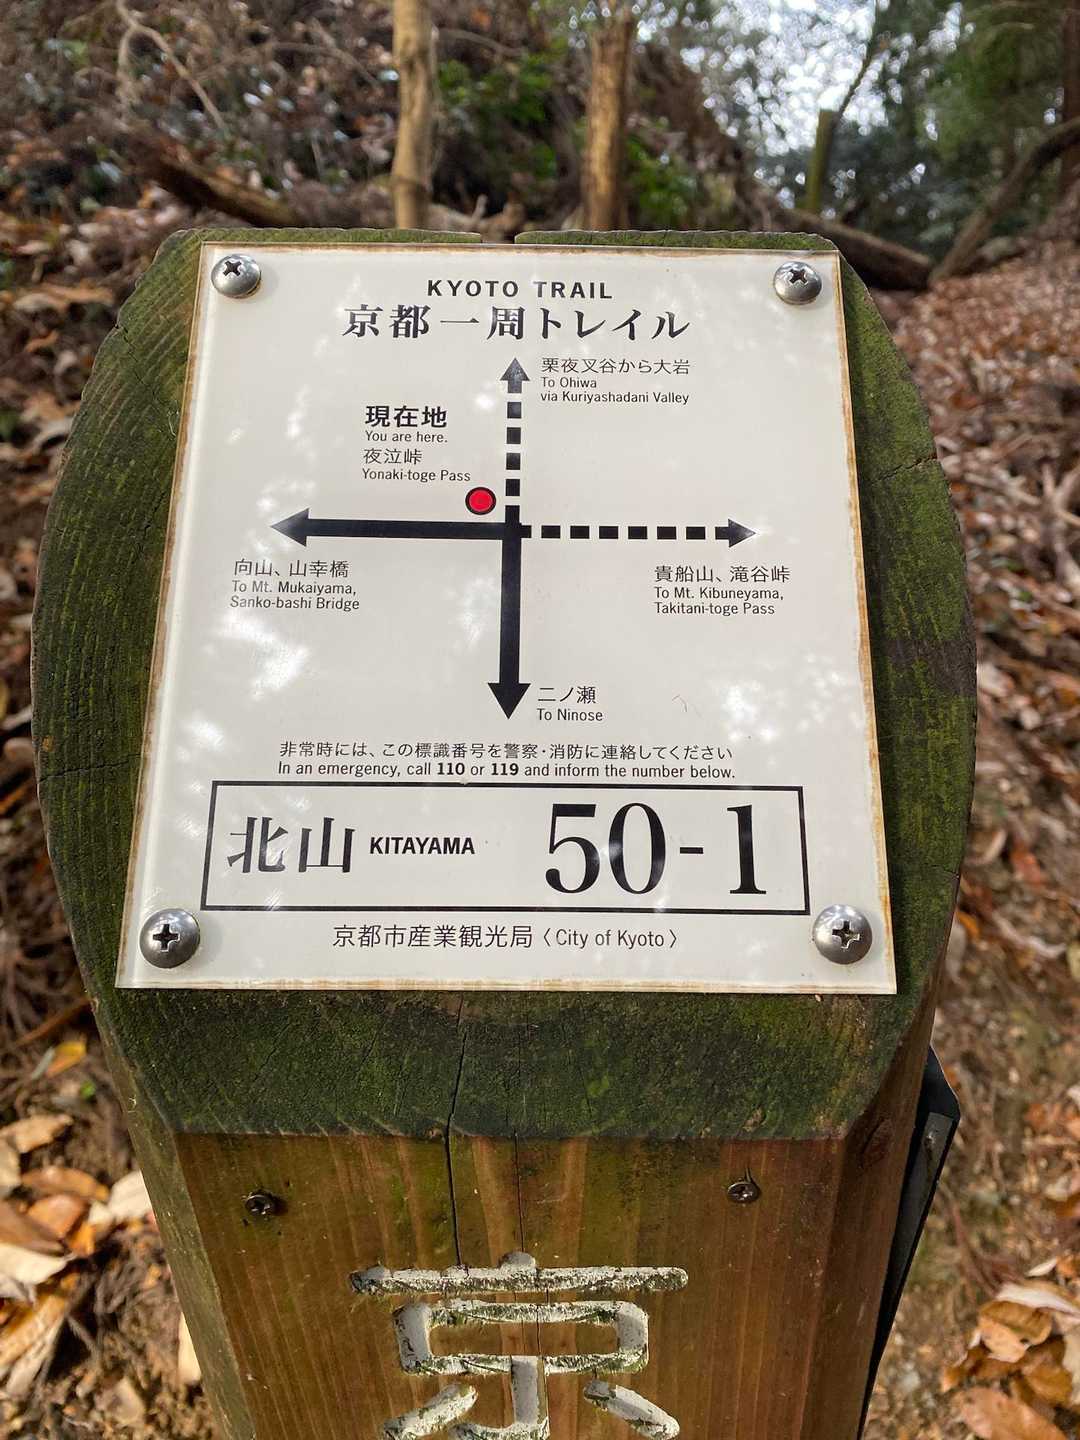 KYOTO TRAIL
京都一周トレイル
栗夜叉谷から大岩
To Ohiwa
via Kuriyashadani Valley
現在地
You are here.
夜泣峠
Yonaki-toge Pass
向山、山幸橋
To Mt. Mukaiyama,
Sanko-bashi Bridge
貴船山、滝谷峠
To Mt. Kibuneyama,
Takitani-toge Pass
二ノ瀬
To Ninose
非常時には、この標識番号を警察・消防に連絡してください
In an emergency, call 110 or 119 and inform the number below.
北山 KITAYAMA 50-1
京都市産業観光局〈City of Kyoto〉
京